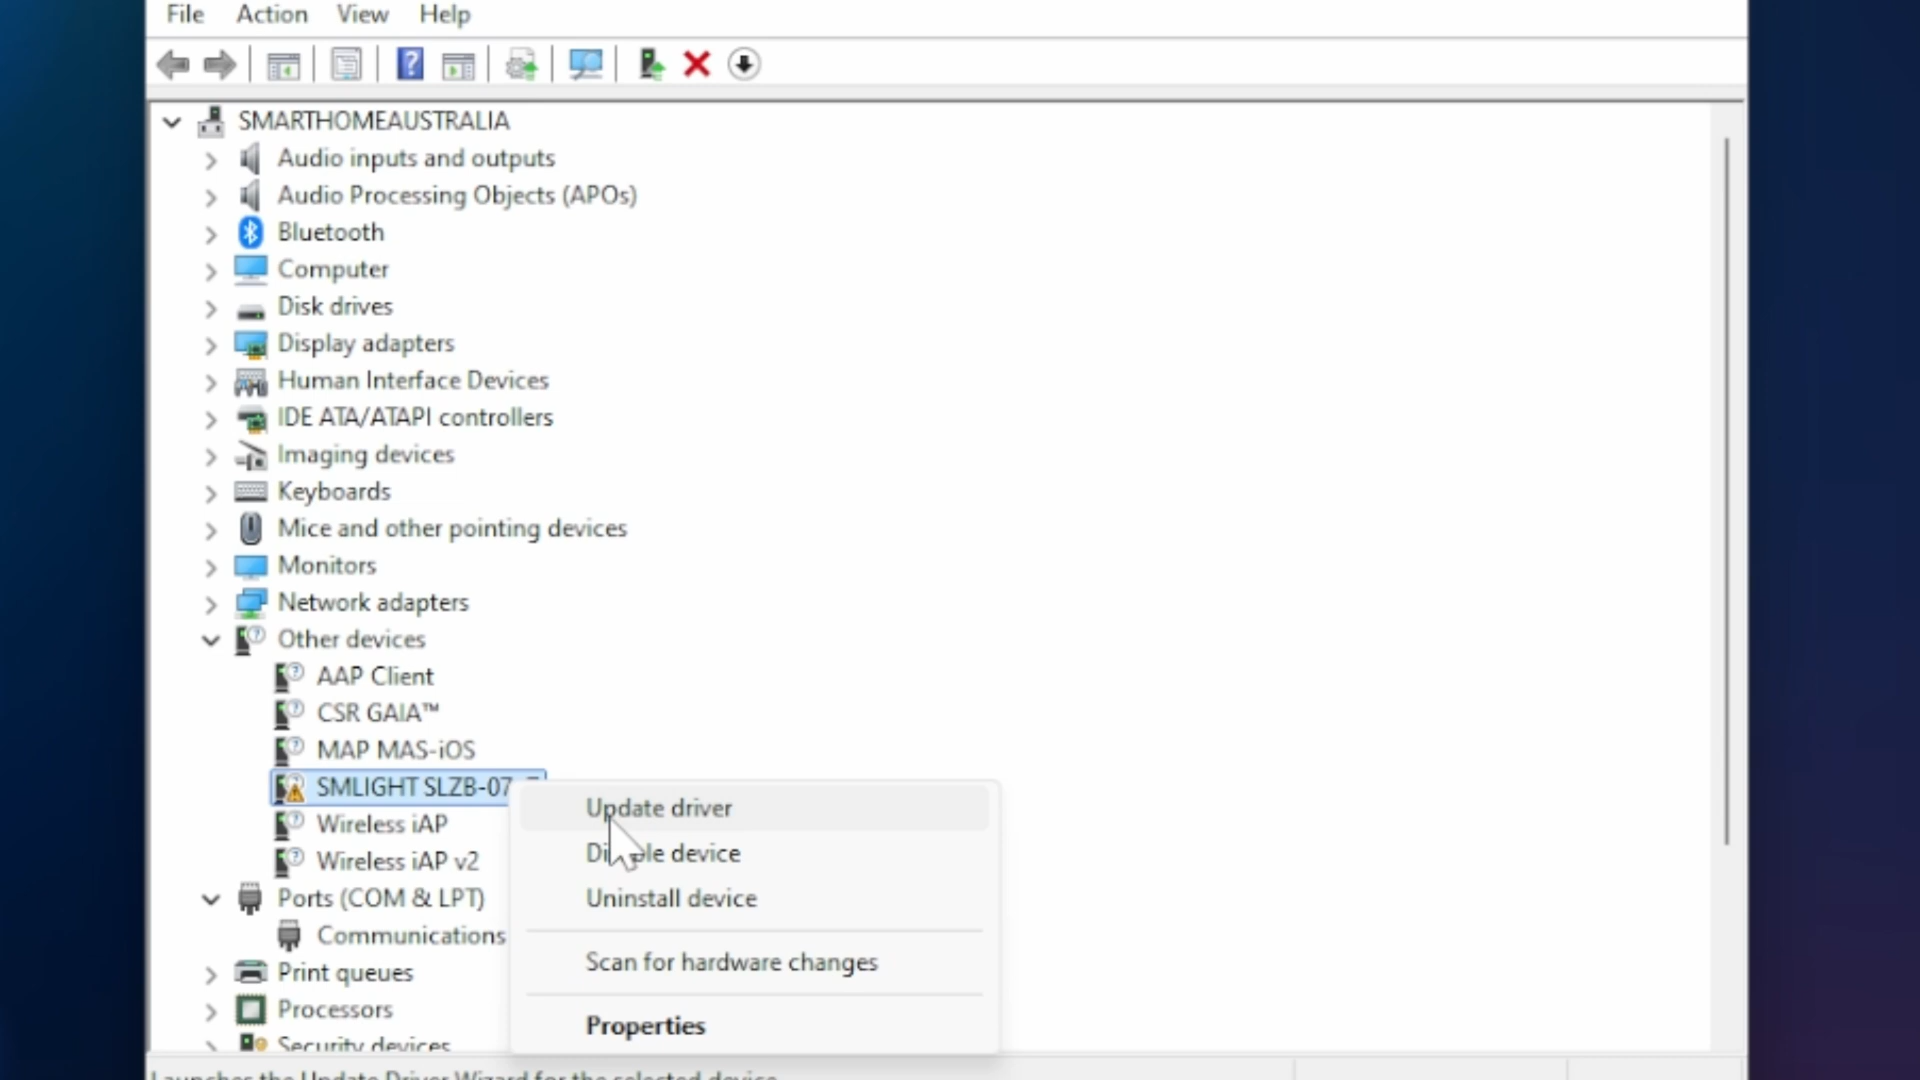 File Action View Help
SMARTHOMEAUSTRALIA
Audio inputs and outputs
Audio Processing Objects (APOs)
Bluetooth
Computer
Disk drives
Display adapters
Human Interface Devices
IDE ATA/ATAPI controllers
Imaging devices
Keyboards
Mice and other pointing devices
Monitors
Network adapters
Other devices
AAP Client
CSR GAIA™
MAP MAS-iOS
SMLIGHT SLZB-07
Update driver
Wireless iAP
device
Wireless iAP v2
Uninstall device
Ports (COM & LPT)
Communications
Scan for hardware changes
Print queues
Processors
Properties
Security devices
Launches the Update Driver Wizard for the selected device.